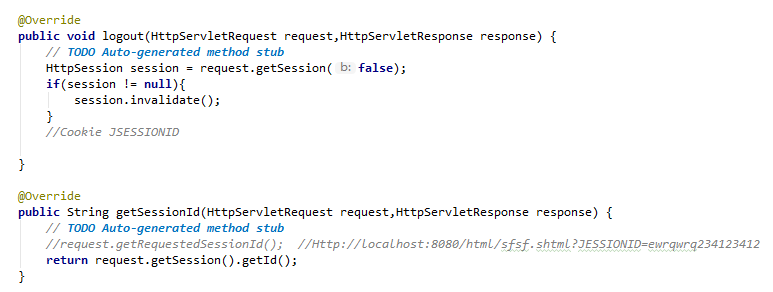 @Override
public void logout(HttpServletRequest request,HttpServletResponse response) {
// TODO Auto-generated method stub
HttpSession session = request.getSession( b: false);
if(session != null){
session.invalidate();
}
//Cookie JSESSIONID
}
@Override
public String getSessionId(HttpServletRequest request,HttpServletResponse response) {
// TODO Auto-generated method stub
//request.getRequestedSessionId();  //Http://localhost:8080/html/sfsf.shtml?JESSIONID=ewrqwrq234123412
return request.getSession().getId();
}